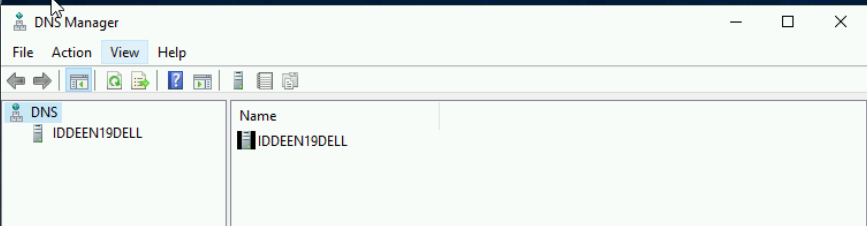 DNS Manager
File Action View Help
DNS
IDDEEN19DELL
Name
IDDEEN19DELL